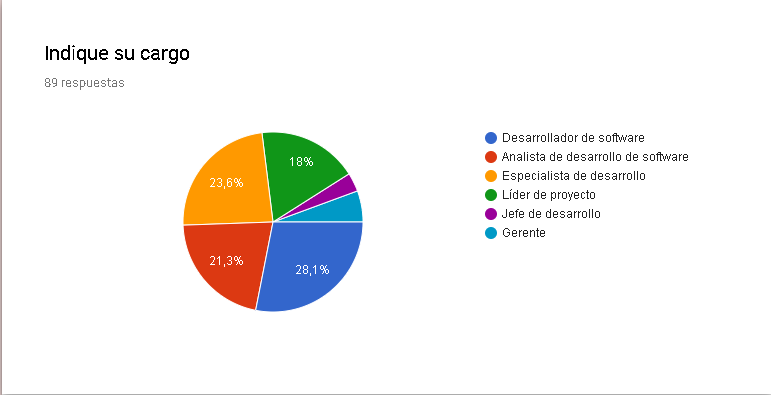 Indique su cargo
89 respuestas
18%
23,6%
21,3%
28,1%
Desarrollador de software
Analista de desarrollo de software
Especialista de desarrollo
Líder de proyecto
Jefe de desarrollo
Gerente